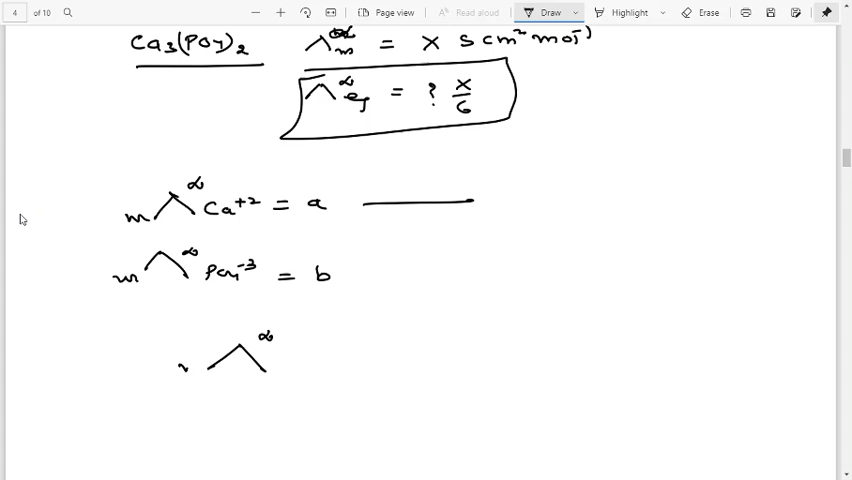 4 of 10 Page view Draw Read aloud Highlight Erase
Ca3(PO4)2 Λ∞m = x S cm² mol⁻¹
Λ∞eq = ? x/6
m Λ∞ Ca+2 = a
m Λ∞ PO4-3 = b
Λ∞